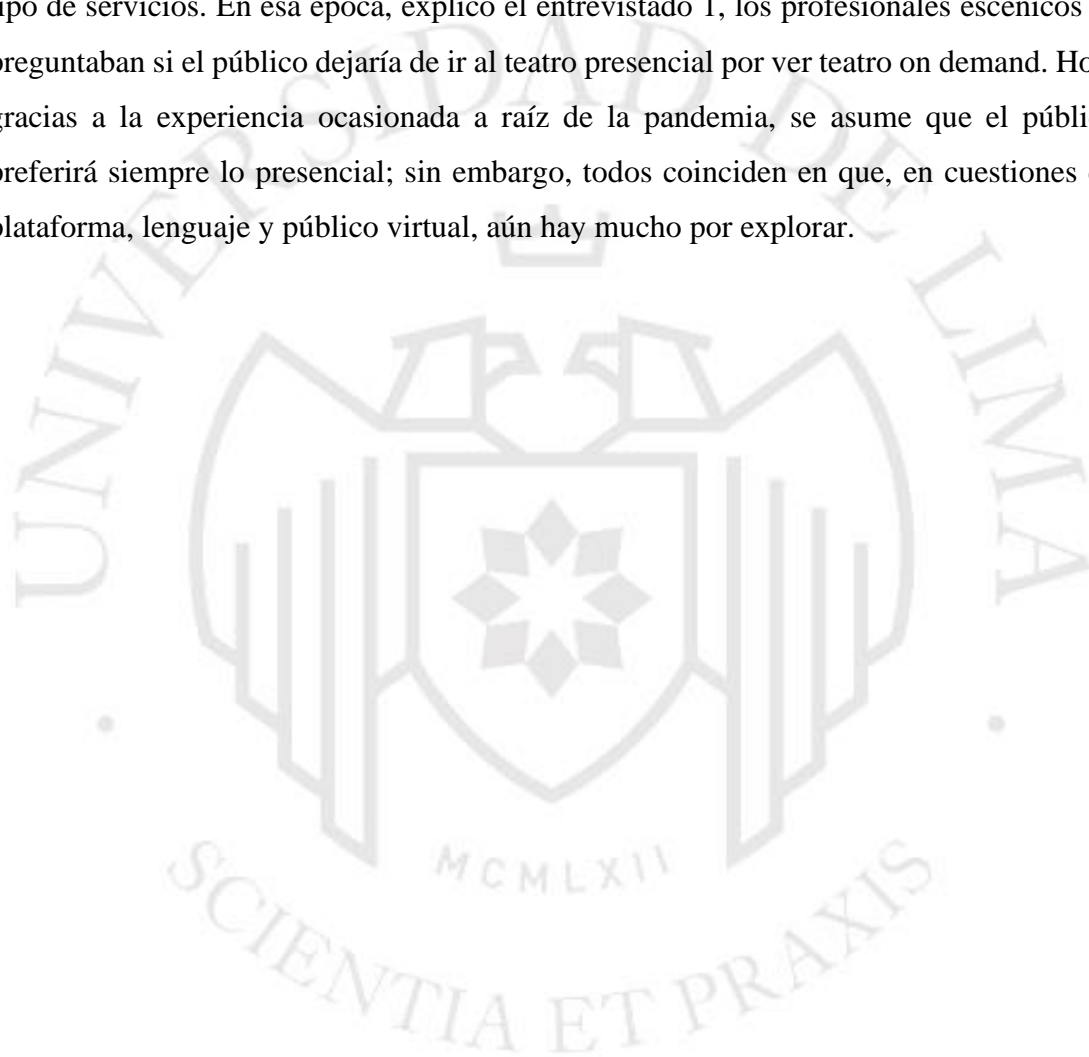 tipo de servicios. En esa época, explicó el entrevistado 1, los profesionales escénicos
preguntaban si el público dejaría de ir al teatro presencial por ver teatro on demand.
gracias a la experiencia ocasionada a raíz de la pandemia, se asume que el
preferirá siempre lo presencial; sin embargo, todos coinciden en que, en cuestiones
plataforma, lenguaje y público virtual, aún hay mucho por explorar.
UNIVERSIDAD DE LIMA
MCMLXII
SCIENTIA ET PRAXIS